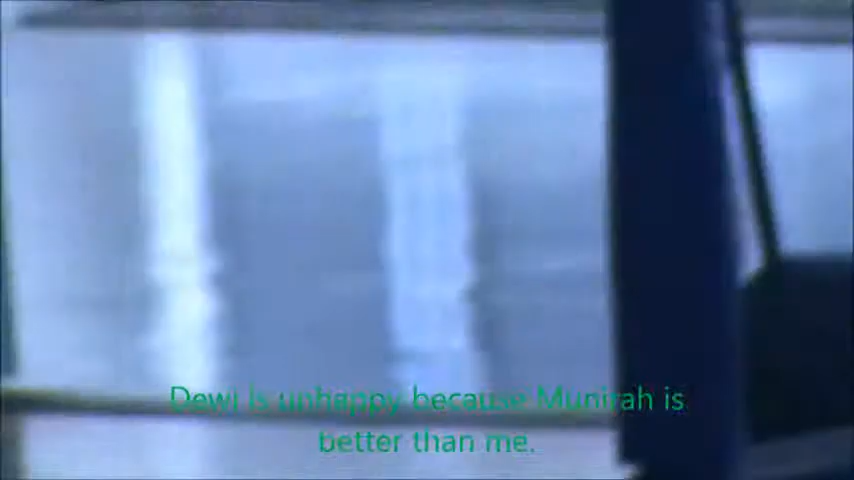 Dewi is unhappy because Munirah is
better than me.